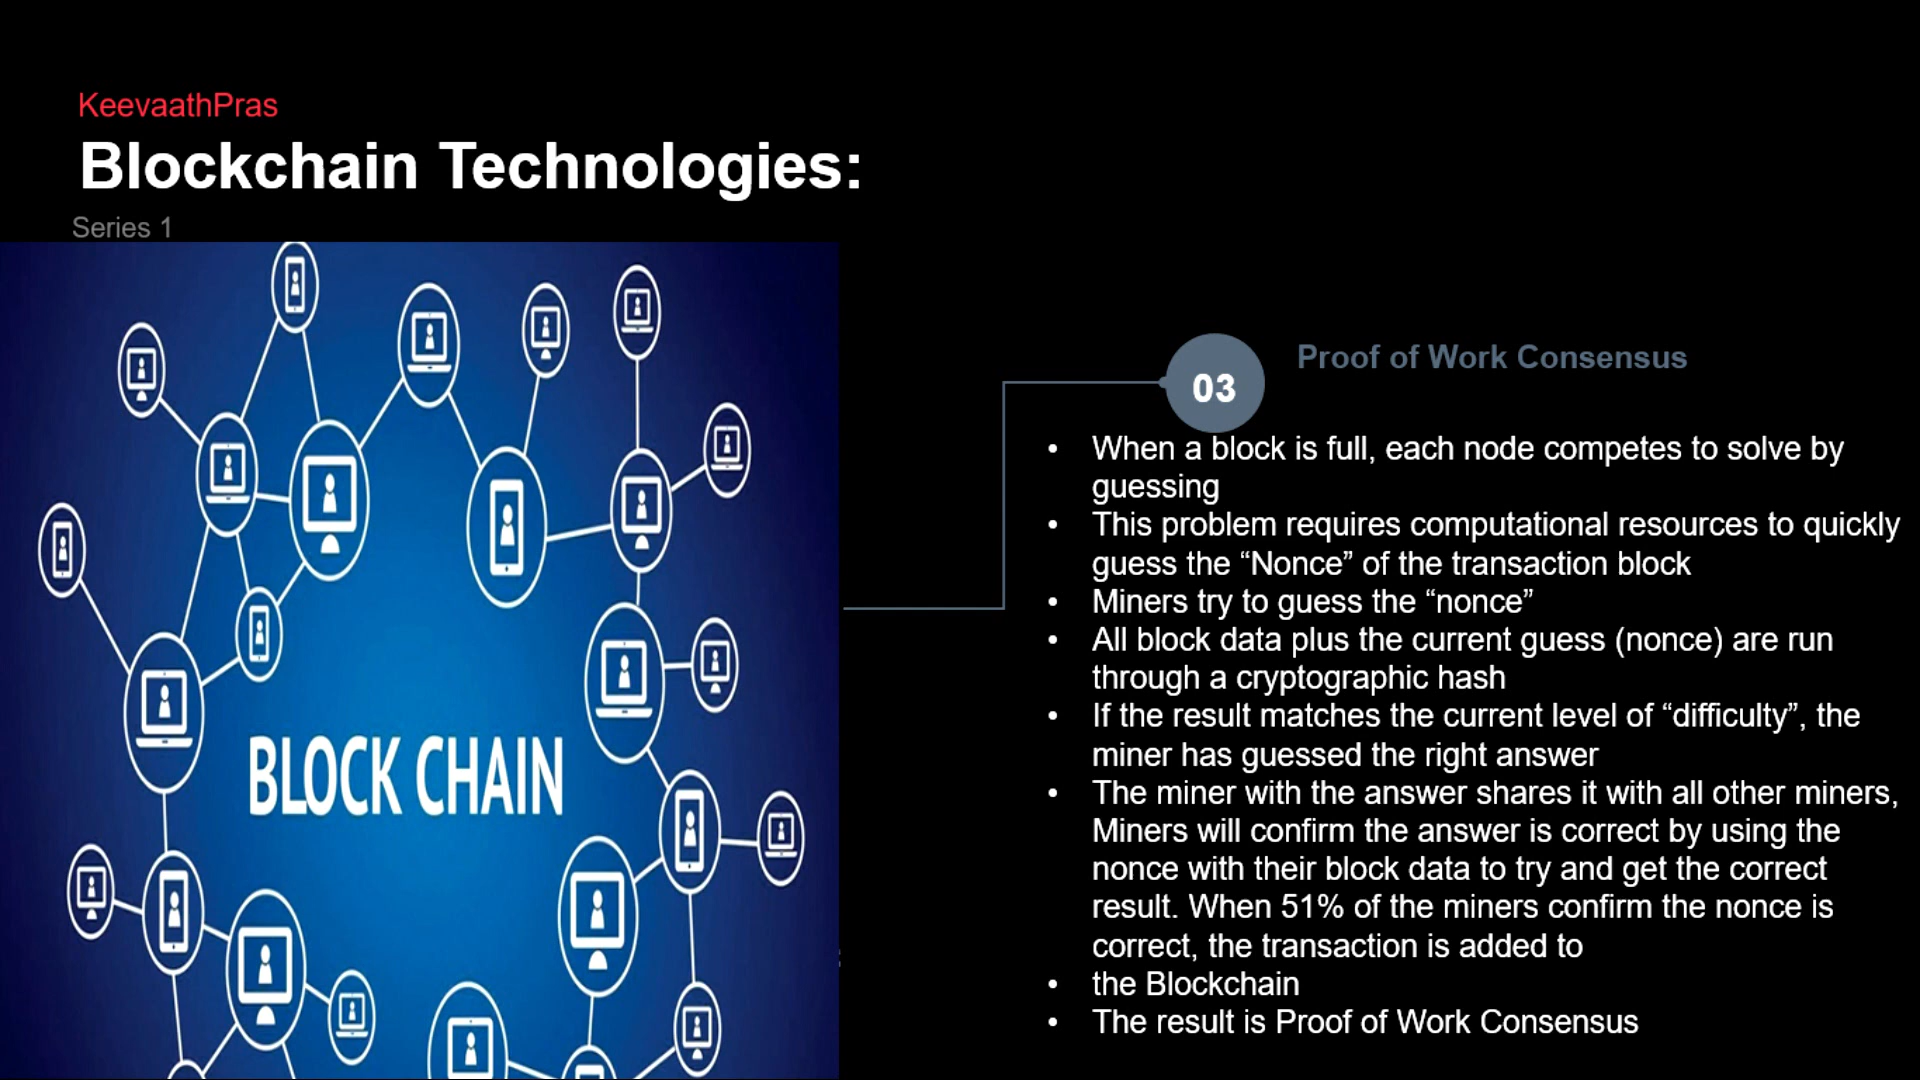 KeevaathPras
Blockchain Technologies:
Series 1
BLOCK CHAIN
03
Proof of Work Consensus
• When a block is full, each node competes to solve by
guessing
• This problem requires computational resources to quickly
guess the “Nonce” of the transaction block
• Miners try to guess the “nonce”
• All block data plus the current guess (nonce) are run
through a cryptographic hash
• If the result matches the current level of “difficulty”, the
miner has guessed the right answer
• The miner with the answer shares it with all other miners,
Miners will confirm the answer is correct by using the
nonce with their block data to try and get the correct
result. When 51% of the miners confirm the nonce is
correct, the transaction is added to
• the Blockchain
• The result is Proof of Work Consensus